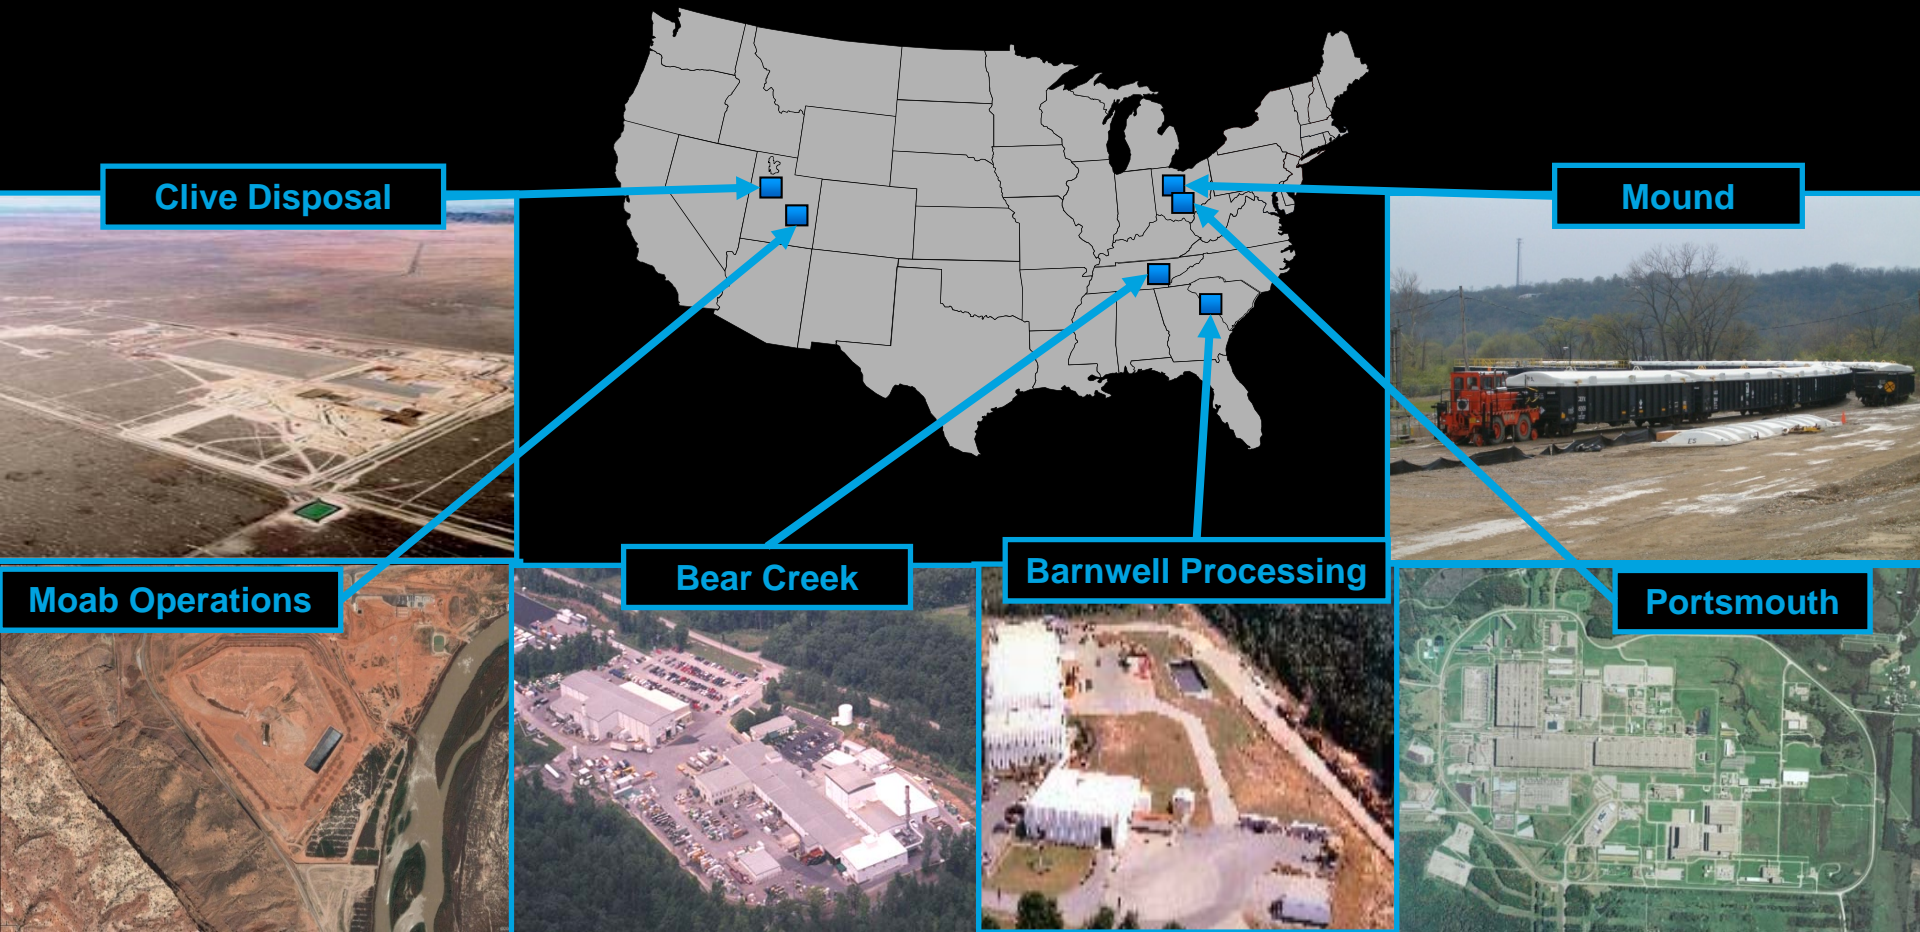 Clive Disposal
Mound
Moab Operations
Bear Creek
Barnwell Processing
Portsmouth